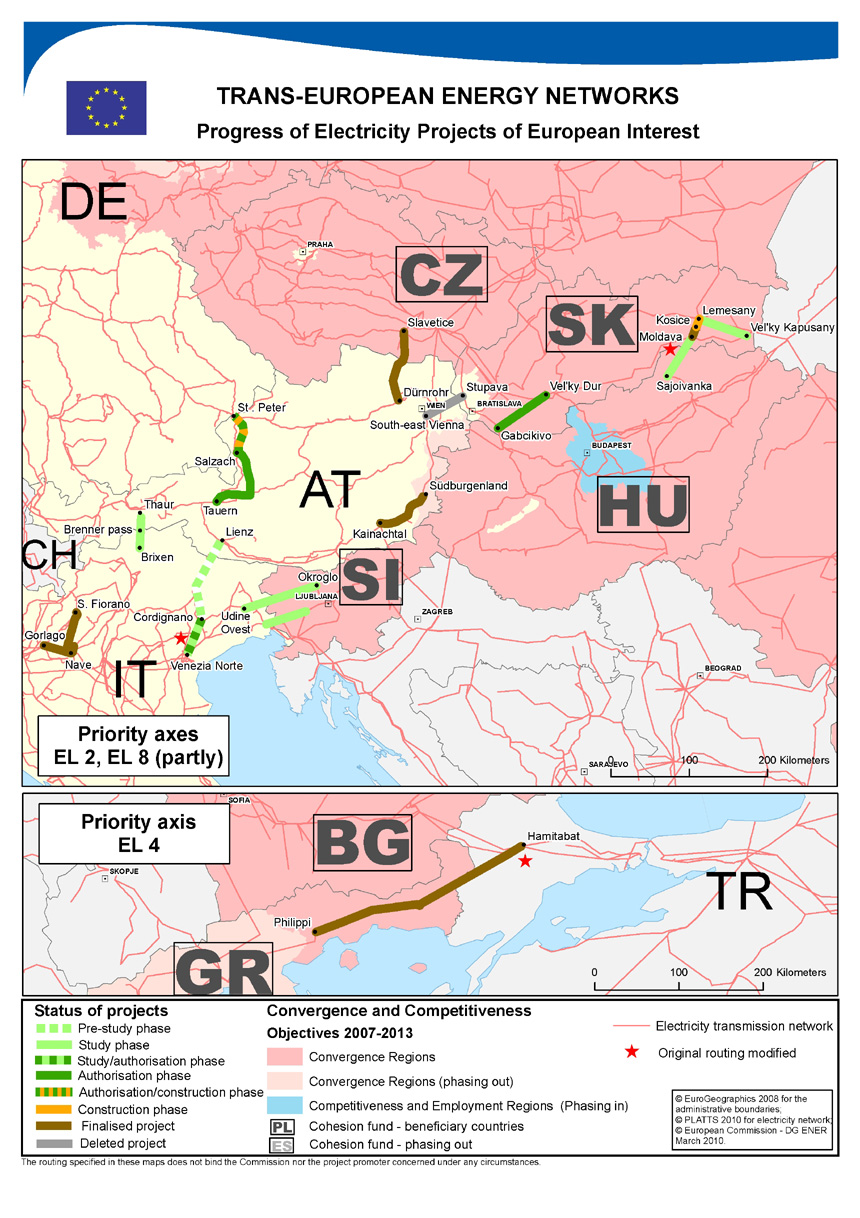 TRANS-EUROPEAN ENERGY NETWORKS
Progress of Electricity Projects of European Interest
DE
PRAHA
CZ
SK
Lemesany
Kosice
Vel'ky Kapusany
Moldava
Sajoivanka
Slavetice
Dürnrohr
Stupava
Vel'ky Dur
WIEN
BRATISLAVA
St . Peter
South-east Vienna
Gabcikivo
BUDAPEST
Salzach
AT
Südburgenland
HU
Thaur
Tauern
Brenner pass
Lienz
Kainachtal
CH
Brixen
Okroglo
SI
LJUBLJANA
S. Fiorano
Cordignano
Udine
Ovest
ZAGREB
Gorlago
Nave
IT
Venezia Norte
BEOGRAD
Priority axes
EL 2, EL 8 (partly)
SARAJEVO
0 100 200 Kilometers
SOFIA
Priority axis
EL 4
BG
Hamitabat
SKOPJE
TR
Philippi
GR
0 100 200 Kilometers
Status of projects
Pre-study phase
Study phase
Study/authorisation phase
Authorisation phase
Authorisation/construction phase
Construction phase
Finalised project
Deleted project
Convergence and Competitiveness
Objectives 2007-2013
Convergence Regions
Convergence Regions (phasing out)
Competitiveness and Employment Regions (Phasing in)
PL Cohesion fund - beneficiary countries
ES Cohesion fund - phasing out
Electricity transmission network
Original routing modified
© EuroGeographics 2008 for the
administrative boundaries;
© PLATTS 2010 for electricity network;
© European Commission - DG ENER
March 2010.
The routing specified in these maps does not bind the Commission nor the project promoter concerned under any circumstances.